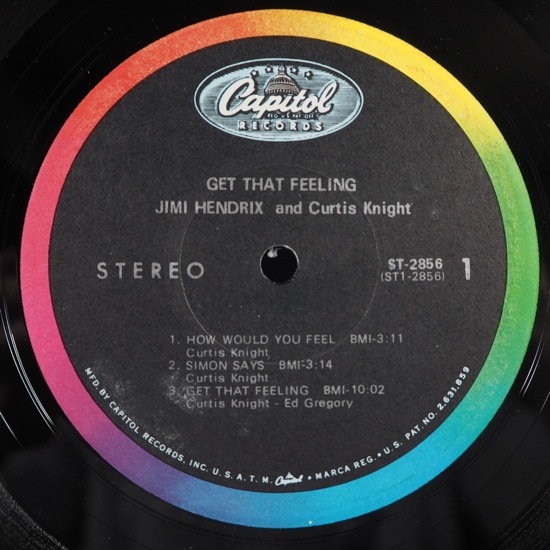 Capitol
REG. U.S. PAT. OFF.
RECORDS
GET THAT FEELING
JIMI HENDRIX and Curtis Knight
STEREO
ST-2856
(ST1-2856)
1
1. HOW WOULD YOU FEEL BMI-3:11
Curtis Knight
2. SIMON SAYS BMI-3:14
Curtis Knight
3. GET THAT FEELING BMI-10:02
Curtis Knight - Ed Gregory
MFD. BY CAPITOL RECORDS, INC. U.S.A. T.M. Capitol • MARCA REG. • U.S. PAT. NO. 2,631,859